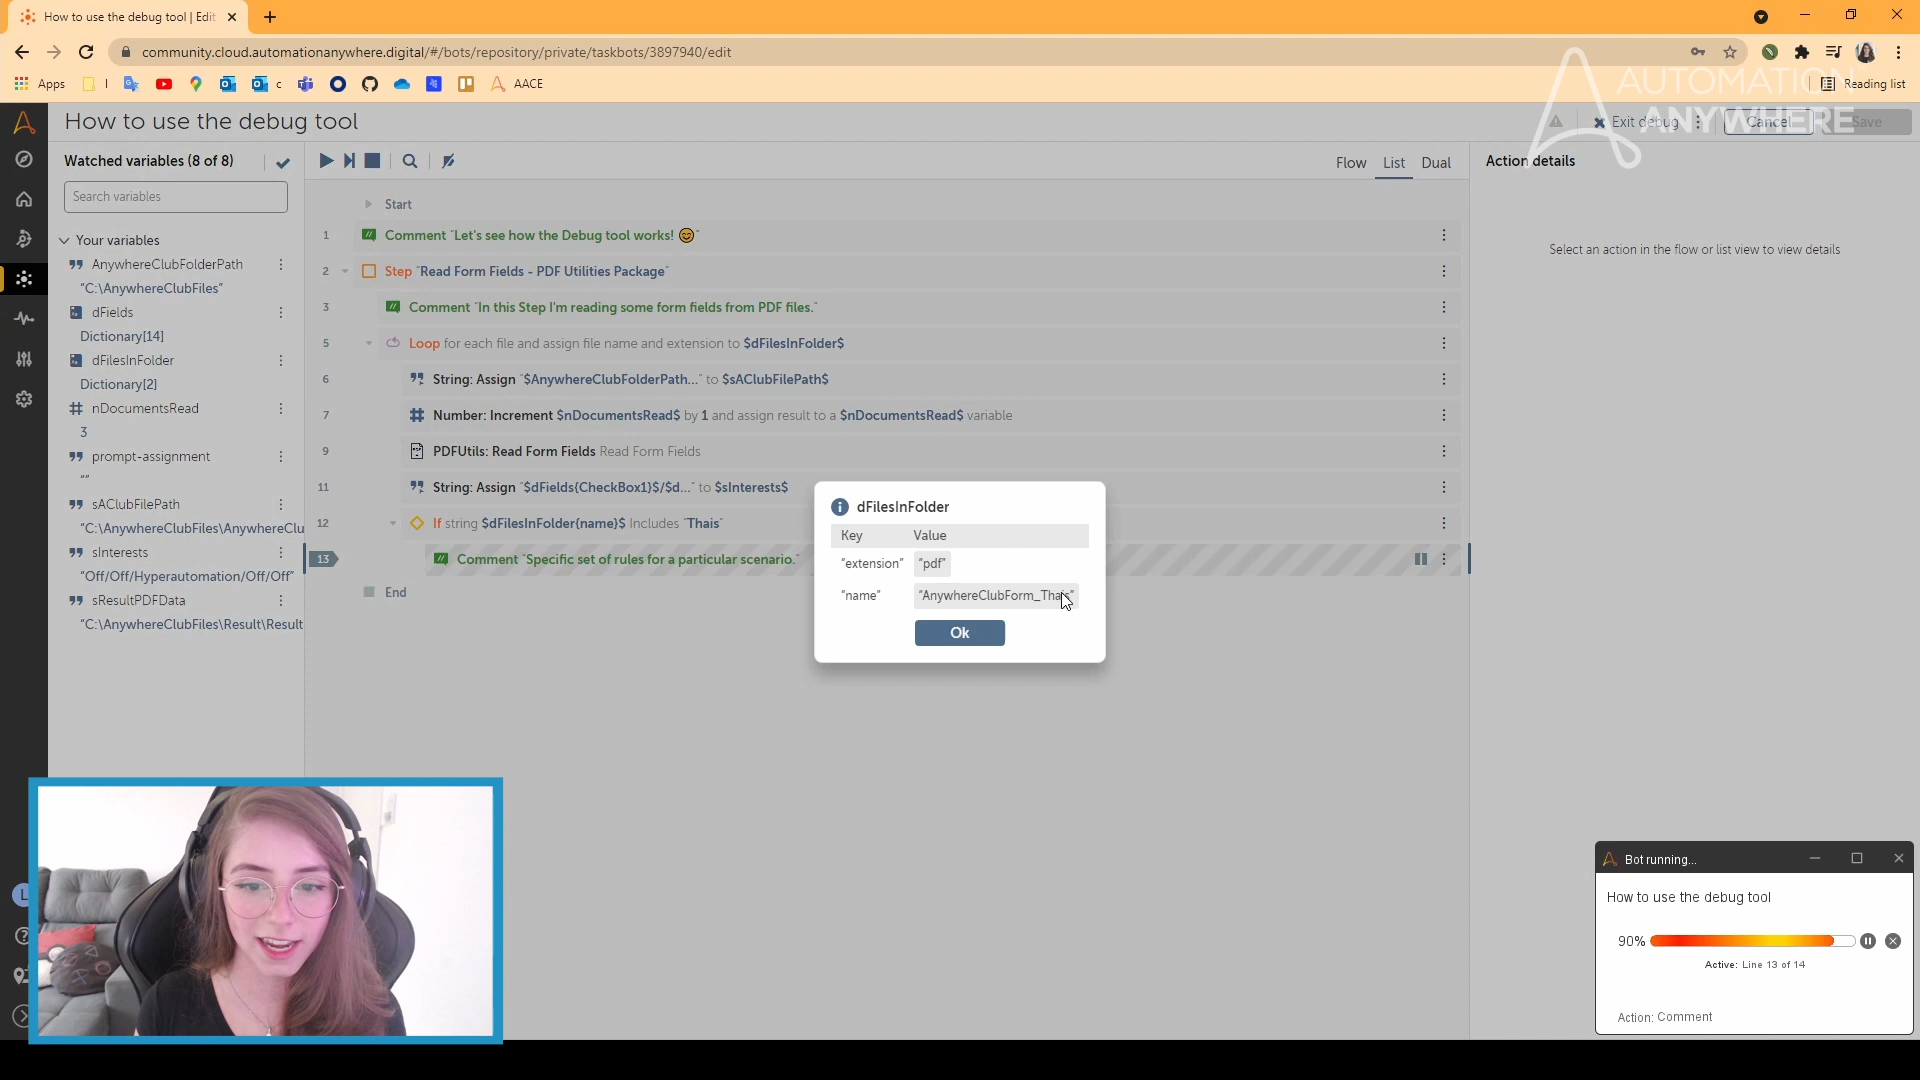 How to use the debug tool | Edit
community.cloud.automationanywhere.digital/#/bots/repository/private/taskbots/3897940/edit
Apps
I
c
AACE
Reading list
AUTOMATION
ANYWHERE
How to use the debug tool
Exit debug
Cancel
Save
Watched variables (8 of 8)
Flow
List
Dual
Action details
Search variables
Select an action in the flow or list view to view details
Your variables
AnywhereClubFolderPath
"C:\AnywhereClubFiles"
dFields
Dictionary[14]
dFilesInFolder
Dictionary[2]
nDocumentsRead
3
prompt-assignment
""
sAClubFilePath
"C:\AnywhereClubFiles\AnywhereClu
sInterests
"Off/Off/Hyperautomation/Off/Off"
sResultPDFData
"C:\AnywhereClubFiles\Result\Result
Start
1 Comment "Let's see how the Debug tool works! 😊"
2 Step "Read Form Fields - PDF Utilities Package"
3 Comment "In this Step I'm reading some form fields from PDF files."
5 Loop for each file and assign file name and extension to $dFilesInFolder$
6 String: Assign "$AnywhereClubFolderPath..." to $sAClubFilePath$
7 Number: Increment $nDocumentsRead$ by 1 and assign result to a $nDocumentsRead$ variable
9 PDFUtils: Read Form Fields Read Form Fields
11 String: Assign "$dFields{CheckBox1}$/$d..." to $sInterests$
12 If string $dFilesInFolder{name}$ Includes "Thais"
13 Comment "Specific set of rules for a particular scenario."
End
dFilesInFolder
Key Value
"extension" "pdf"
"name" "AnywhereClubForm_Thais"
Ok
L
Bot running...
How to use the debug tool
90%
Active: Line 13 of 14
Action: Comment